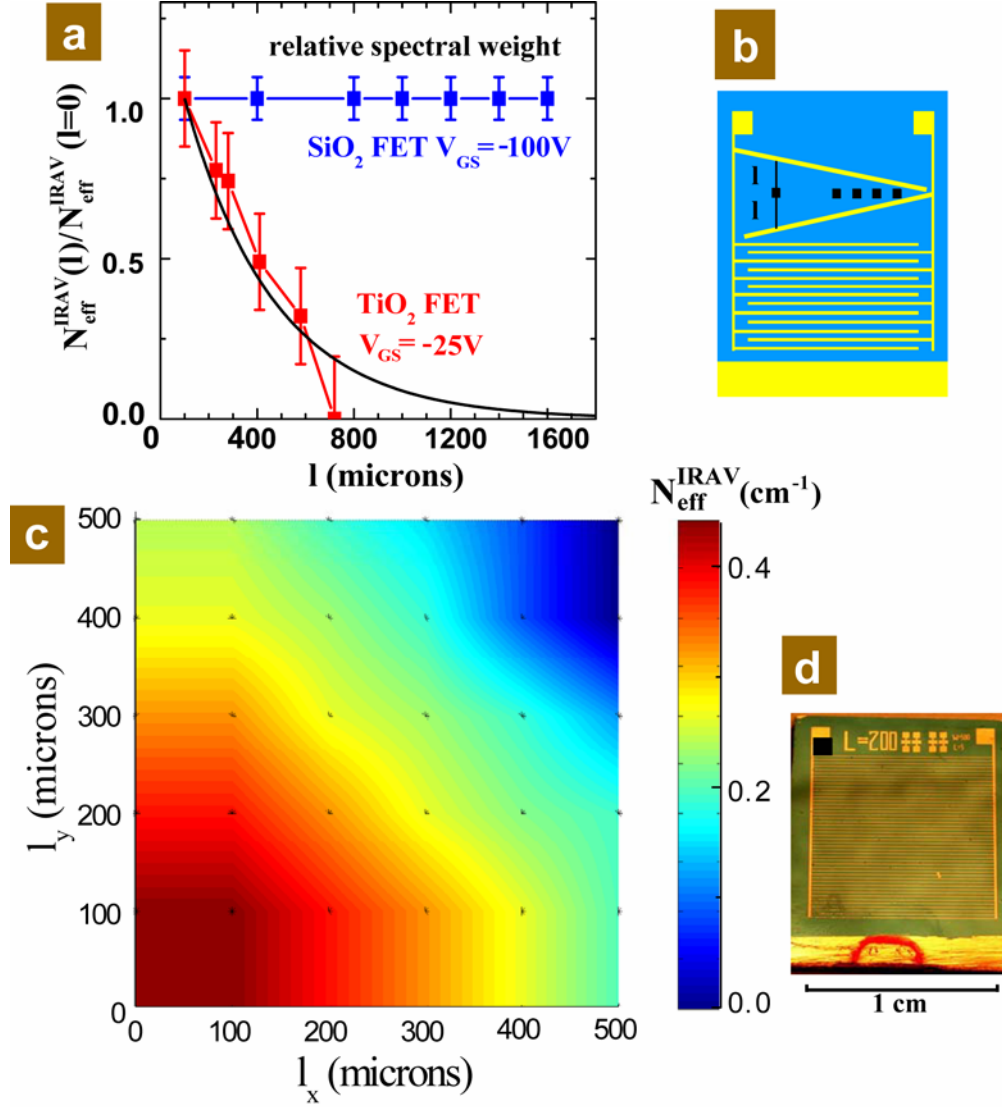 a
relative spectral weight
1.0
0.5
0.0
N_eff^IRAV(l)/N_eff^IRAV (l=0)
SiO₂ FET V_GS= -100V
TiO₂ FET
V_GS= -25V
0 400 800 1200 1600
l (microns)
b
l
l
c
500
400
300
200
100
0
l_y (microns)
0 100 200 300 400 500
l_x (microns)
N_eff^IRAV(cm⁻¹)
0.4
0.2
0.0
d
L=200
1 cm